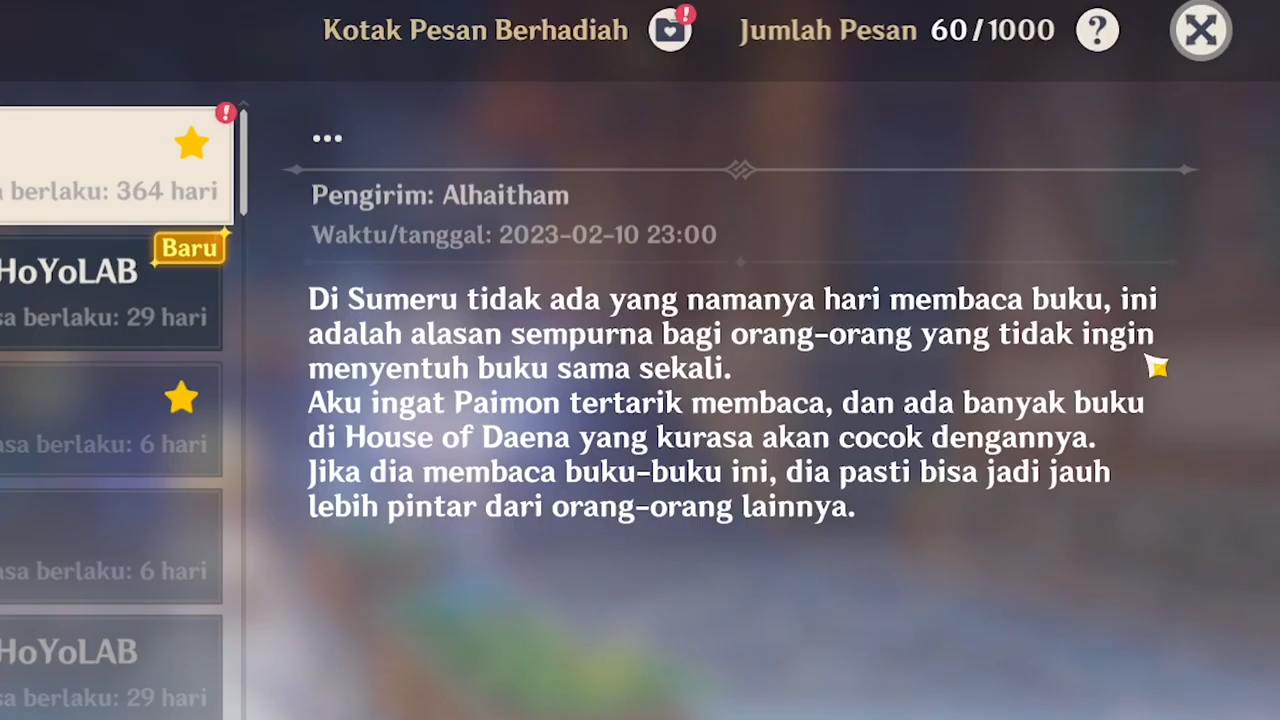 Kotak Pesan Berhadiah
Jumlah Pesan 60/1000
berlaku: 364 hari
Baru
HoYoLAB
berlaku: 29 hari
berlaku: 6 hari
berlaku: 6 hari
HoYoLAB
berlaku: 29 hari
...
Pengirim: Alhaitham
Waktu/tanggal: 2023-02-10 23:00
Di Sumeru tidak ada yang namanya hari membaca buku, ini
adalah alasan sempurna bagi orang-orang yang tidak ingin
menyentuh buku sama sekali.
Aku ingat Paimon tertarik membaca, dan ada banyak buku
di House of Daena yang kurasa akan cocok dengannya.
Jika dia membaca buku-buku ini, dia pasti bisa jadi jauh
lebih pintar dari orang-orang lainnya.